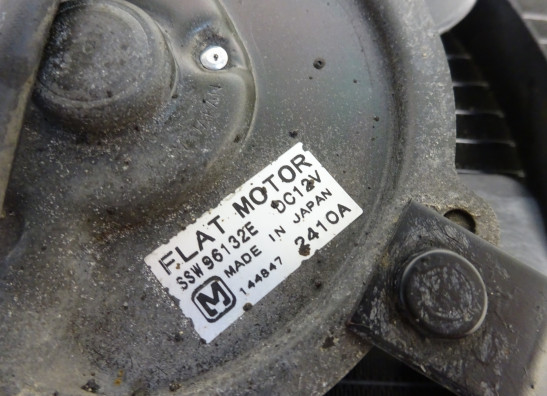 FLAT MOTOR
SSW96132E DC12V
M MADE IN JAPAN
144847 2410A